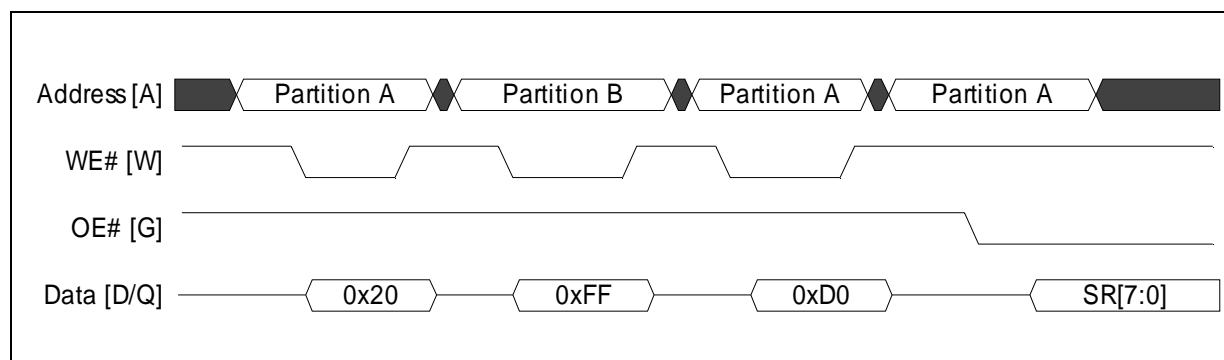 Address [A] Partition A Partition B Partition A Partition A
WE# [W]
OE# [G]
Data [D/Q] 0x20 0xFF 0xD0 SR[7:0]